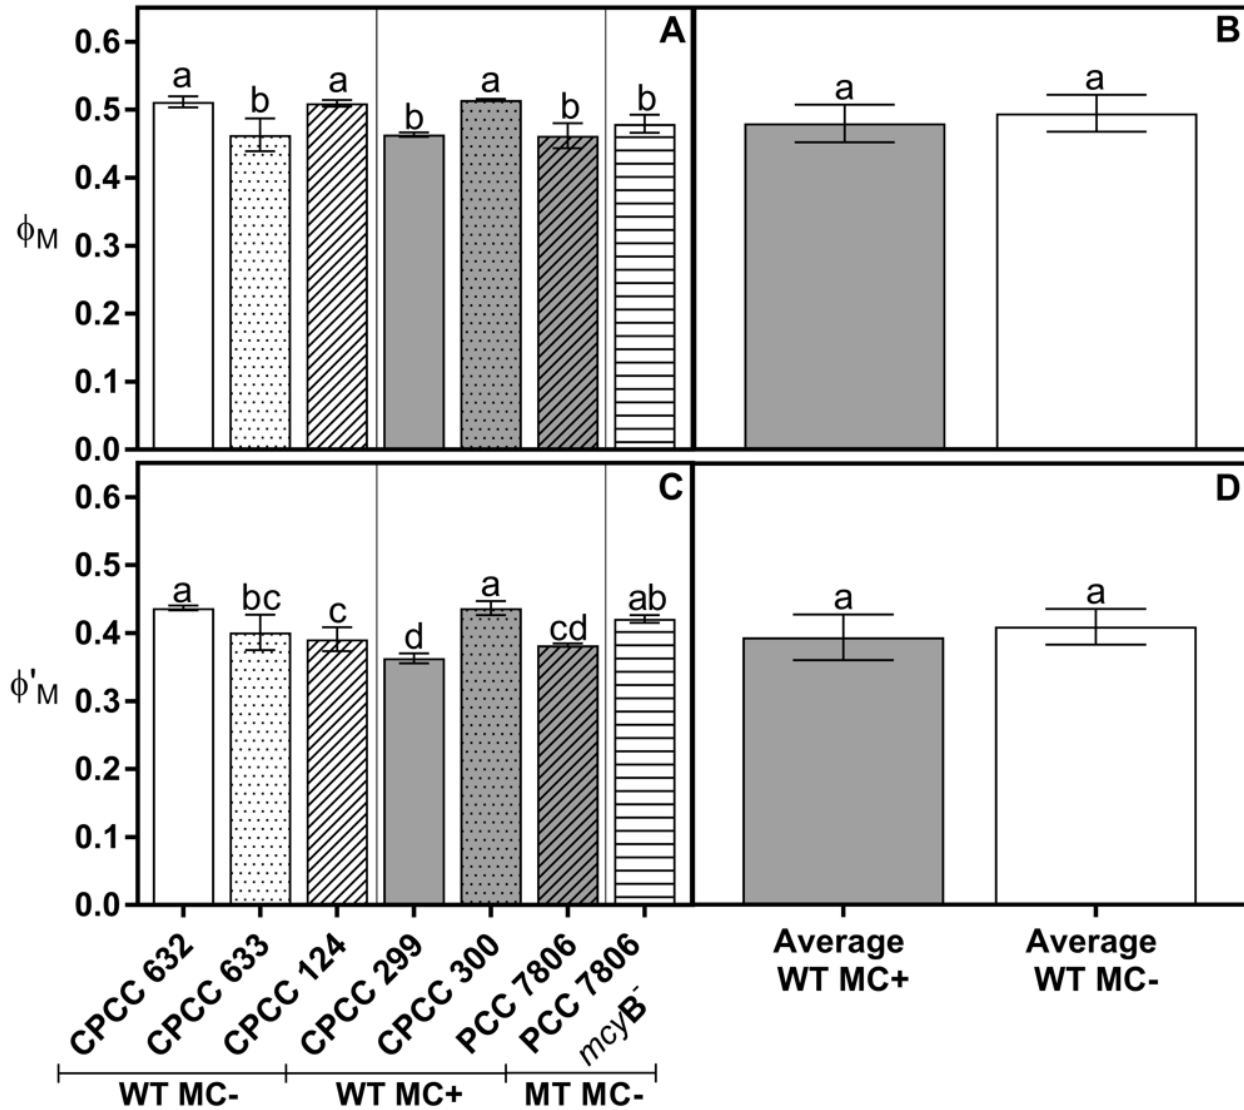 A
B
0.6
0.5
0.4
0.3
0.2
0.1
0.0
ϕM
a
b
a
b
a
b
b
a
a
C
D
0.6
0.5
0.4
0.3
0.2
0.1
0.0
ϕ'M
a
bc
c
d
a
cd
ab
a
a
CPCC 632
CPCC 633
CPCC 124
CPCC 299
CPCC 300
PCC 7806
PCC 7806
mcyB-
Average
WT MC+
Average
WT MC-
WT MC-
WT MC+
MT MC-